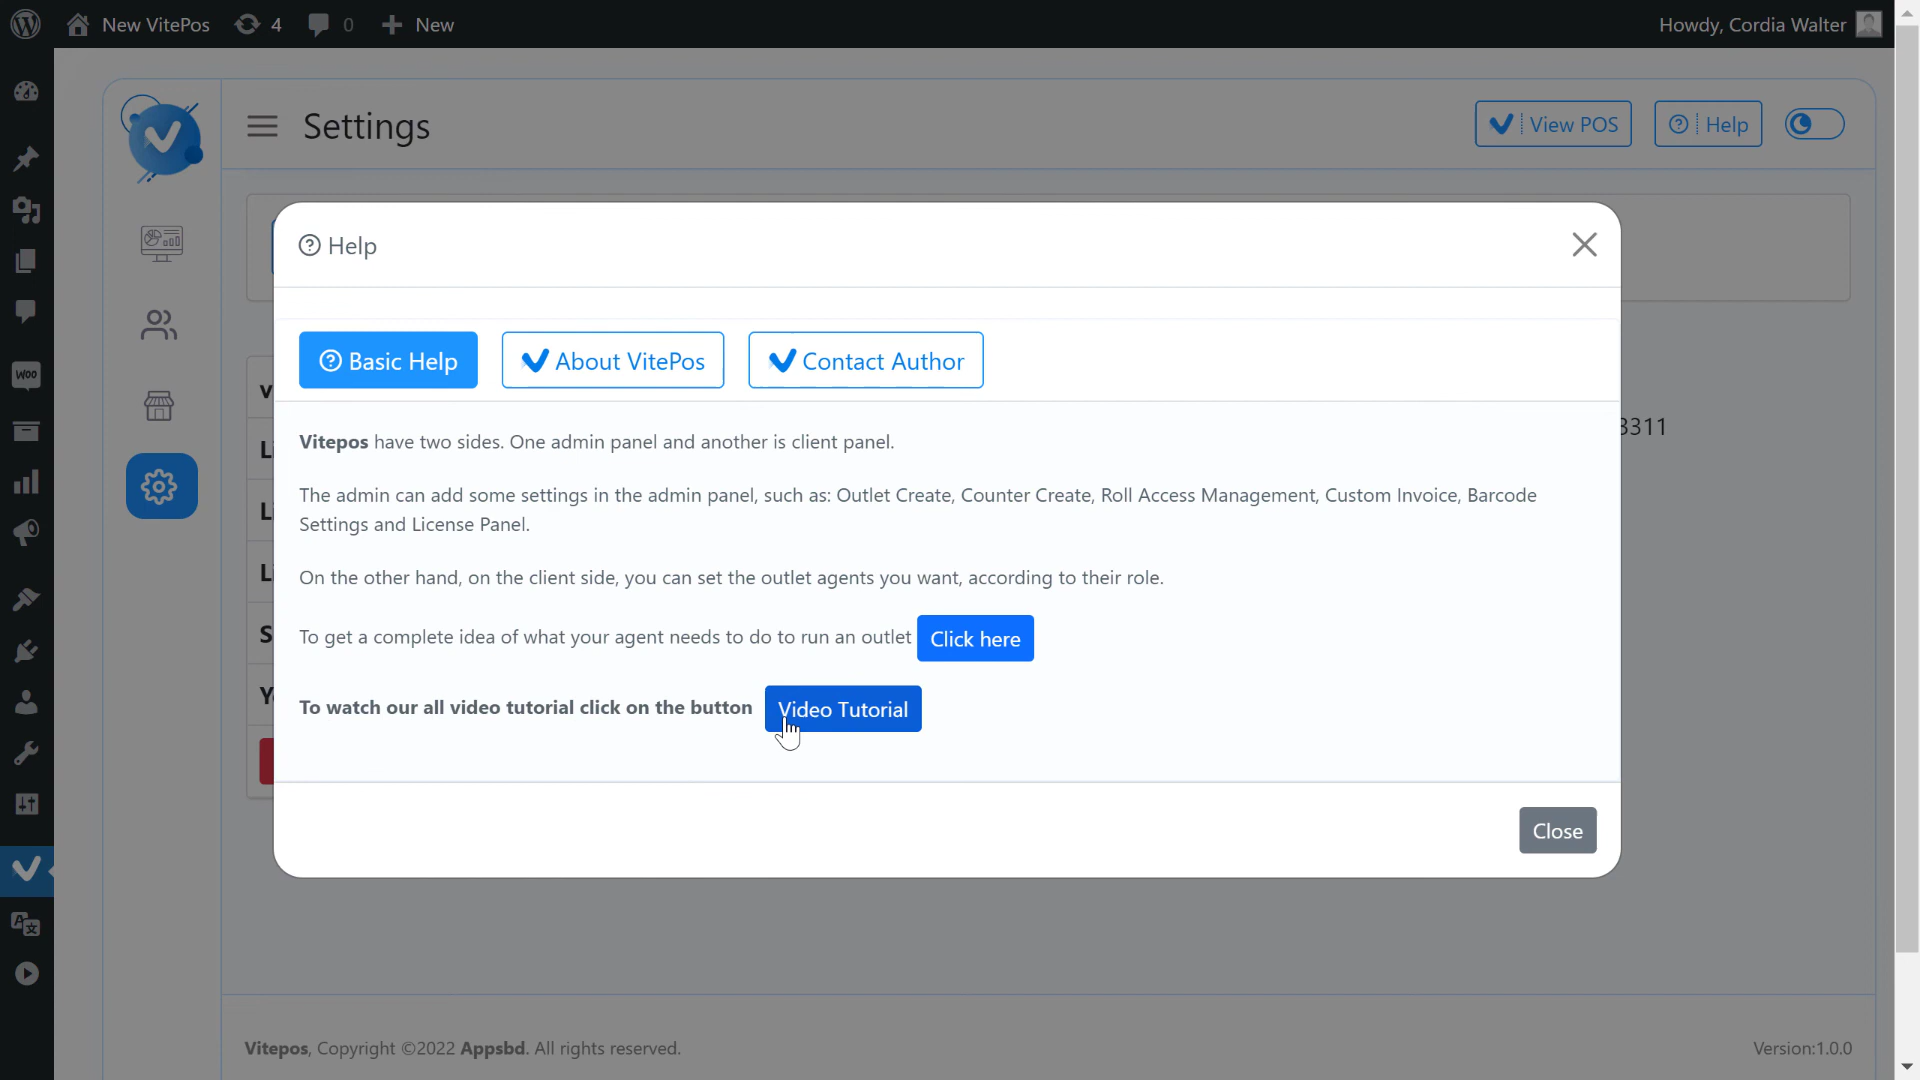 New VitePos 4 0 New Howdy, Cordia Walter
Settings View POS Help
Help
Basic Help About VitePos Contact Author
Vitepos have two sides. One admin panel and another is client panel.
3311
The admin can add some settings in the admin panel, such as: Outlet Create, Counter Create, Roll Access Management, Custom Invoice, Barcode
Settings and License Panel.
On the other hand, on the client side, you can set the outlet agents you want, according to their role.
To get a complete idea of what your agent needs to do to run an outlet Click here
To watch our all video tutorial click on the button Video Tutorial
Close
Vitepos, Copyright ©2022 Appsbd. All rights reserved. Version:1.0.0